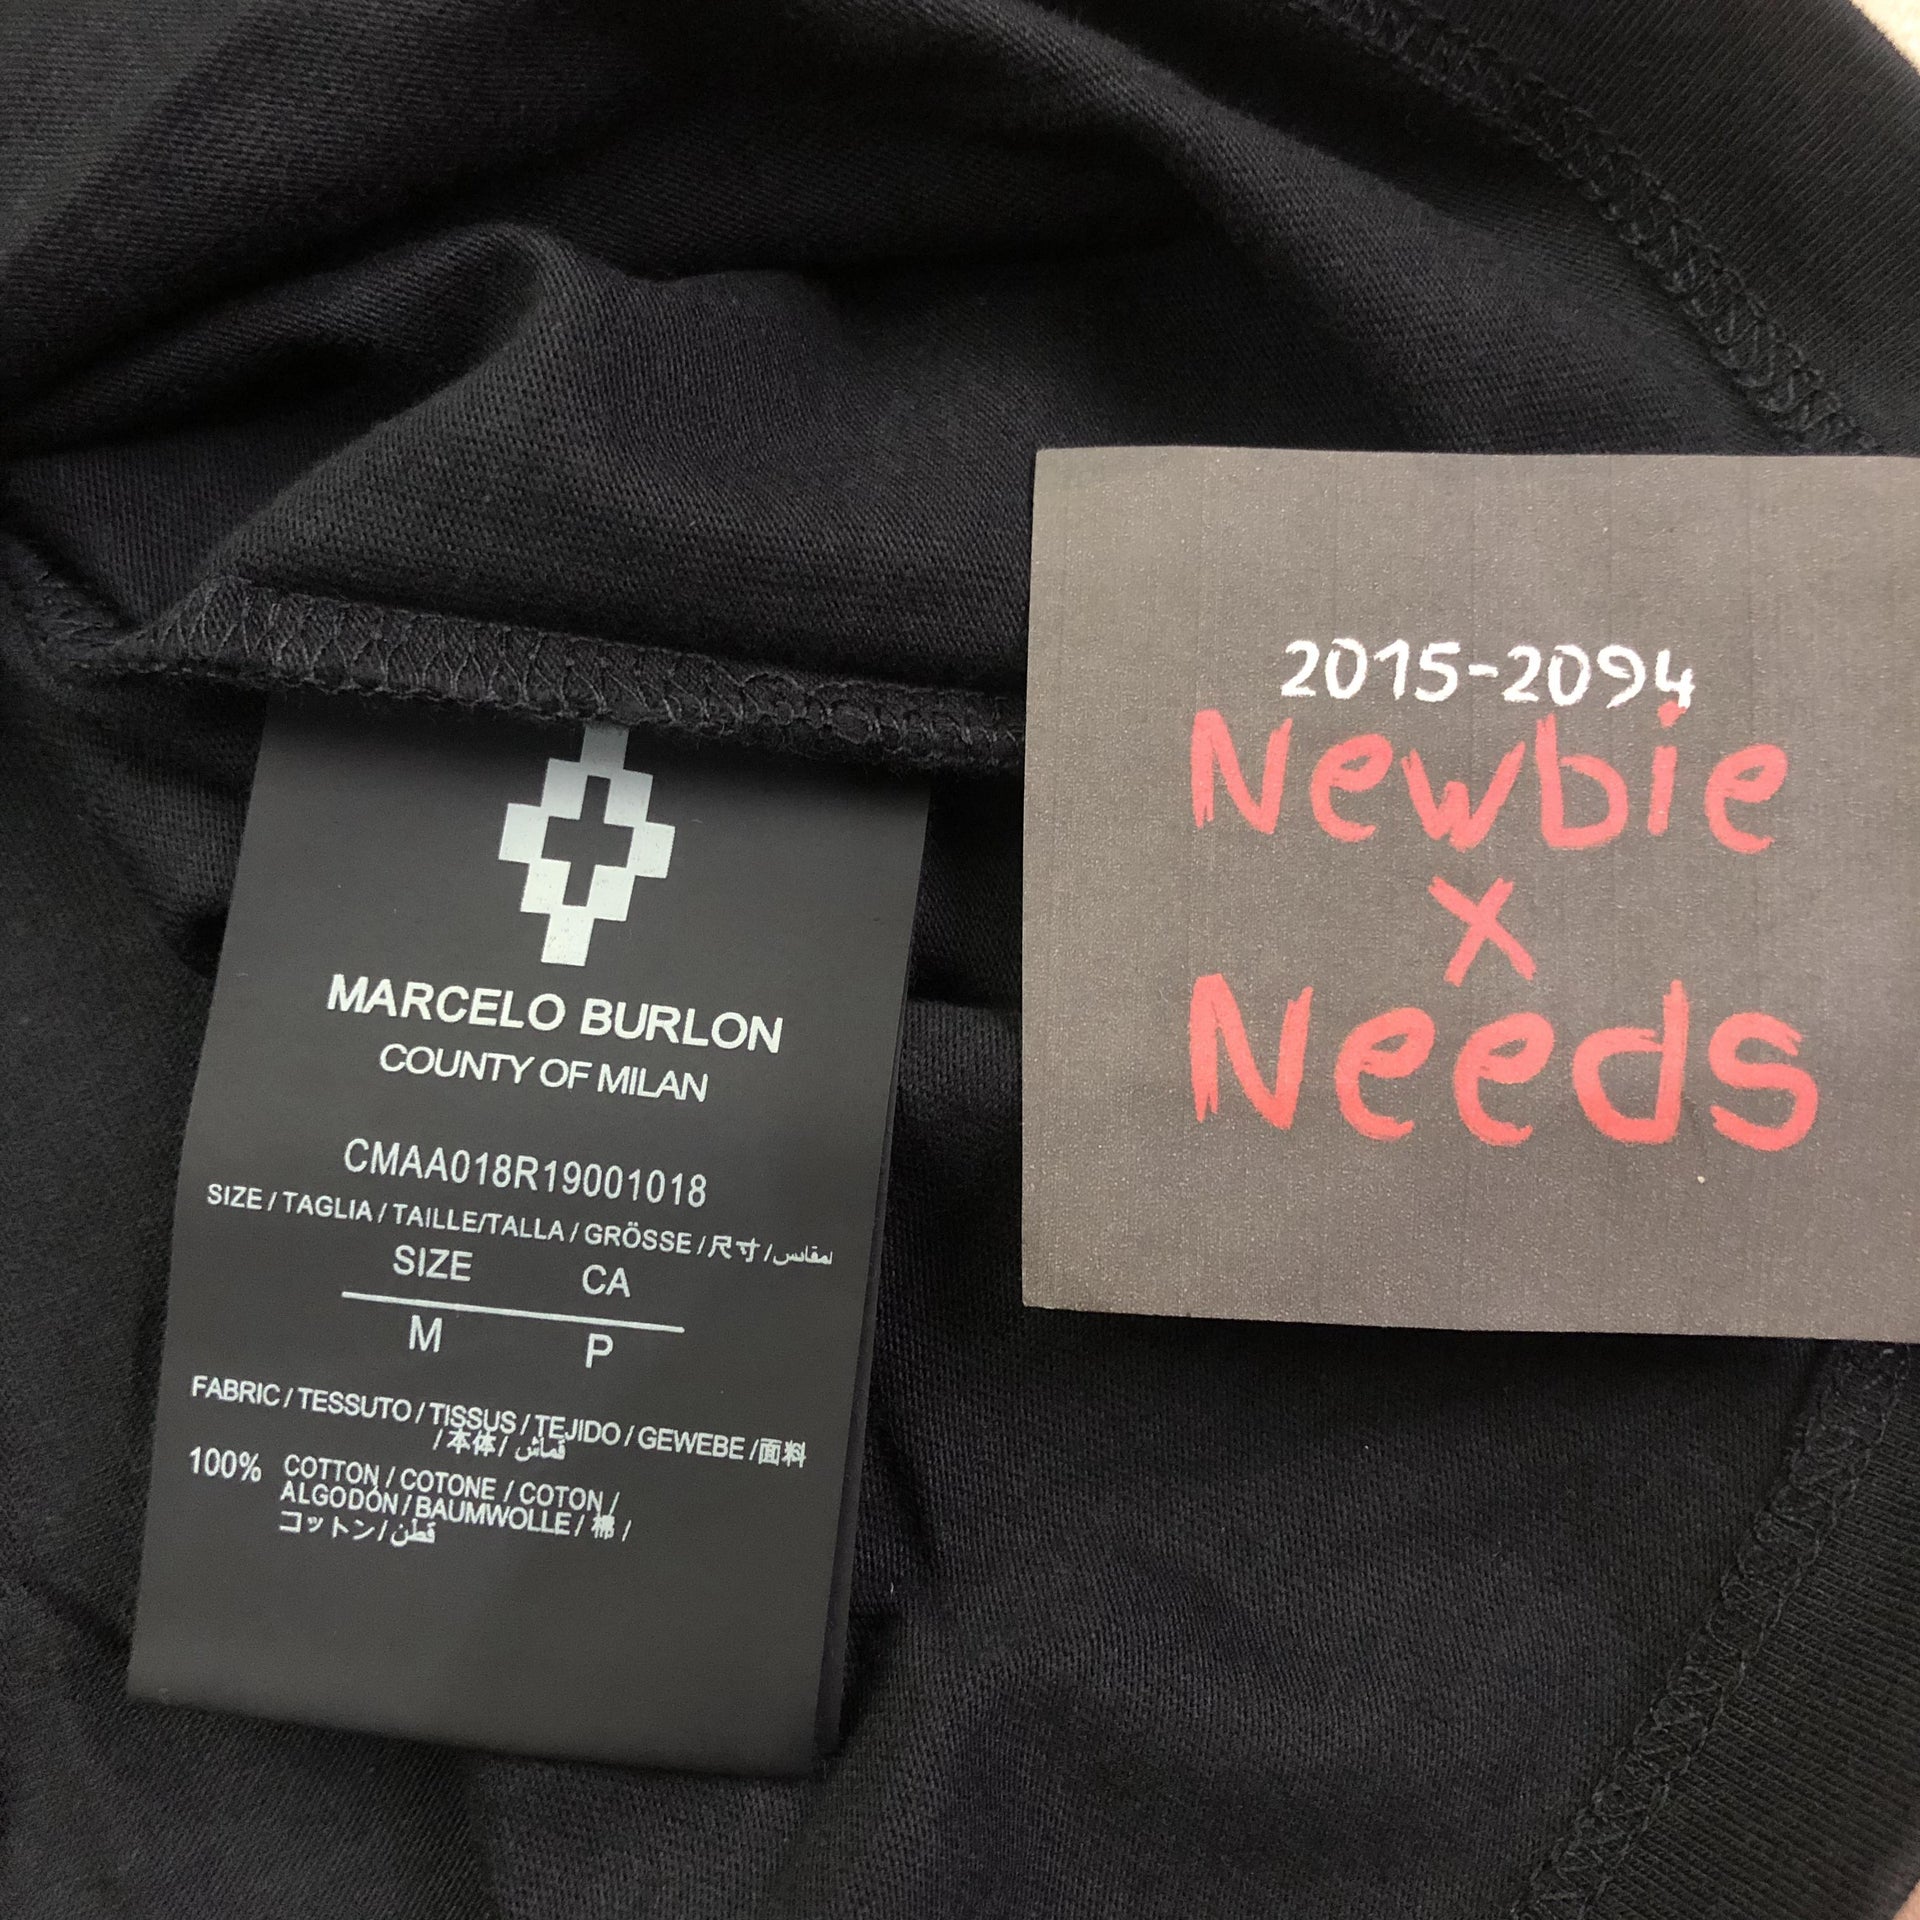 MARCELO BURLON
COUNTY OF MILAN
CMAA018R19001018
SIZE / TAGLIA / TAILLE/TALLA / GRÖSSE /尺寸/لمقاس
SIZE CA
M P
FABRIC / TESSUTO / TISSUS / TEJIDO / GEWEBE /面料
/本体/ قماش
100% COTTON / COTONE / COTON /
ALGODÓN / BAUMWOLLE / 棉 /
コットン/ قطن
2015-2094
Newbie
x
Needs